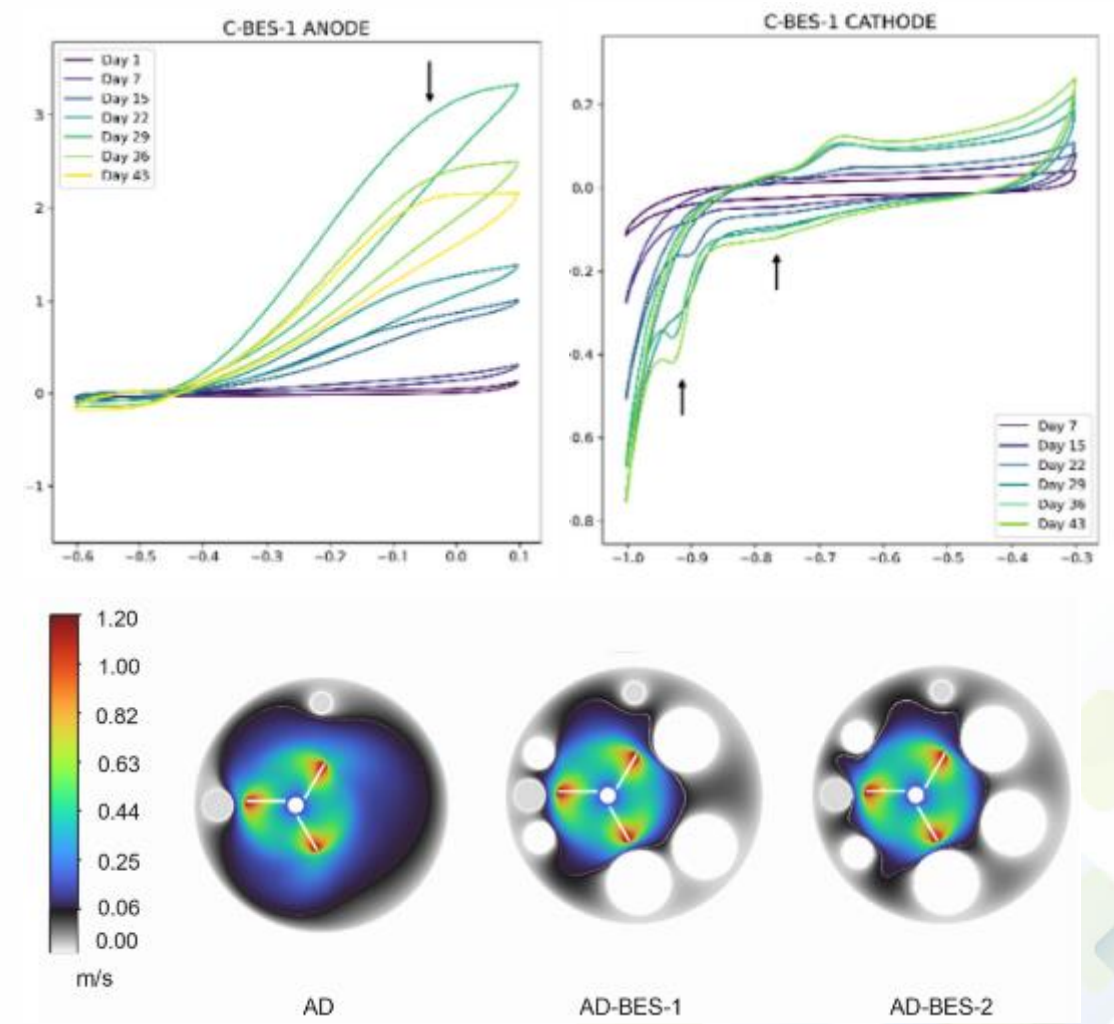 C-BES-1 ANODE
Day 1
Day 7
Day 15
Day 22
Day 29
Day 36
Day 43
3
2
1
0
−1
−0.6 −0.5 −0.4 −0.3 −0.2 −0.1 0.0 0.1
C-BES-1 CATHODE
0.2
0.0
0.2
0.4
0.6
0.8
Day 7
Day 15
Day 22
Day 29
Day 36
Day 43
−1.0 −0.9 −0.8 −0.7 −0.6 −0.5 −0.4 −0.3
1.20
1.00
0.82
0.63
0.44
0.25
0.06
0.00
m/s
AD AD-BES-1 AD-BES-2